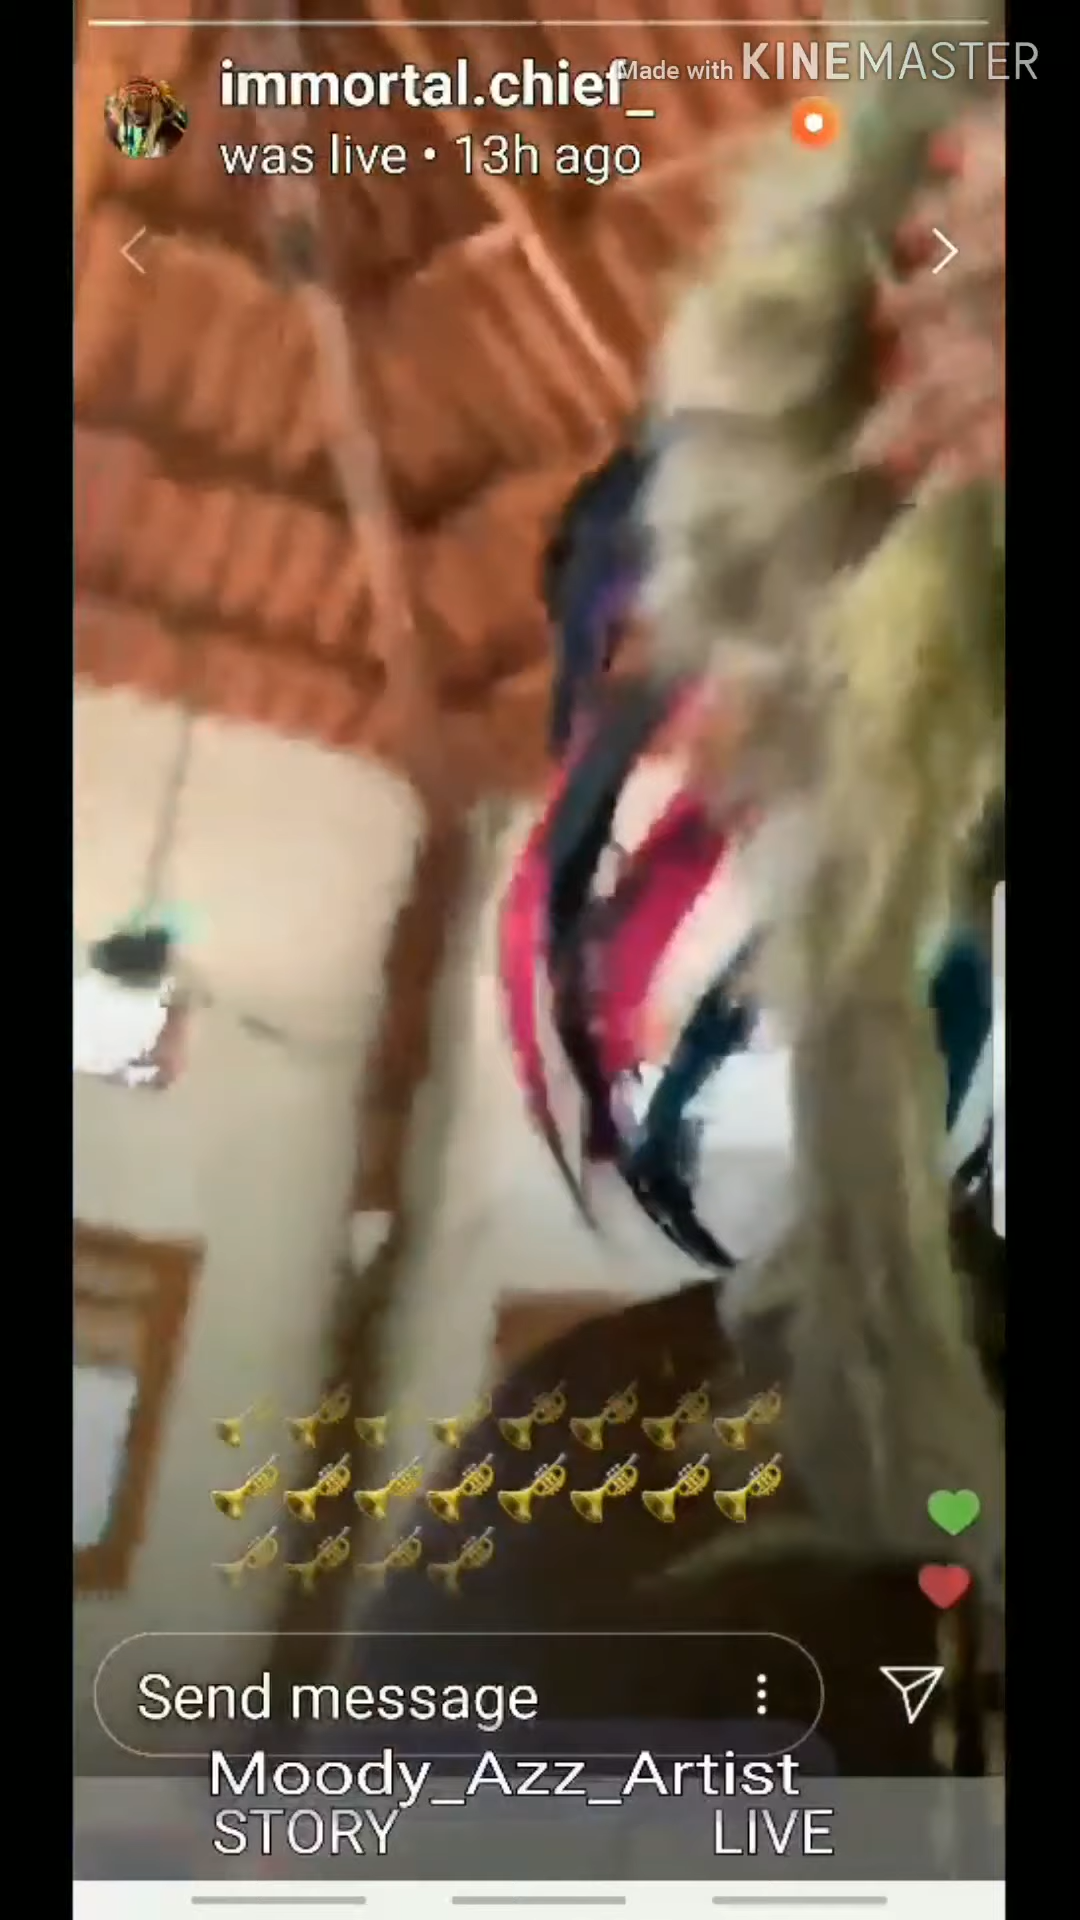 immortal.chief_
Made with KINEMASTER
was live • 13h ago
Send message
Moody_Azz_Artist
STORY
LIVE